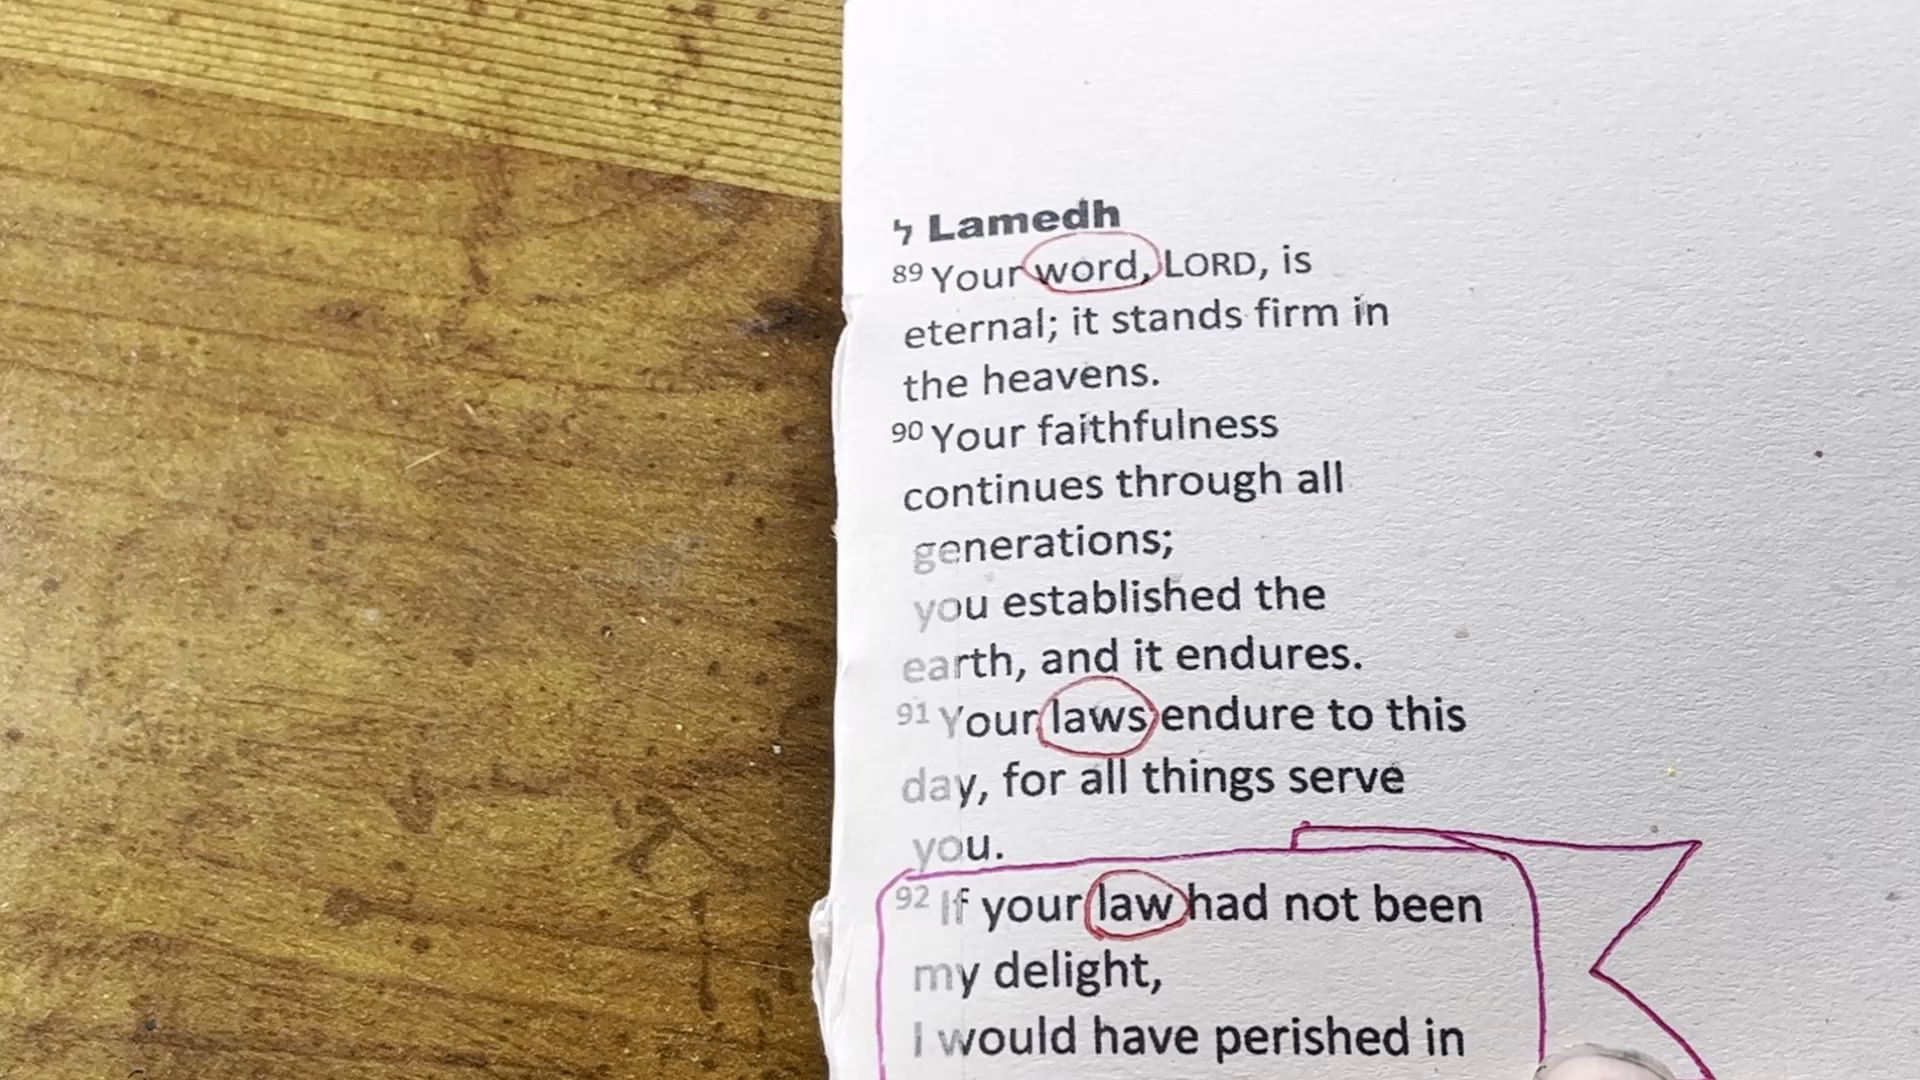 ל Lamedh
89 Your word, LORD, is
eternal; it stands firm in
the heavens.
90 Your faithfulness
continues through all
generations;
you established the
earth, and it endures.
91 Your laws endure to this
day, for all things serve
you.
92 If your law had not been
my delight,
I would have perished in